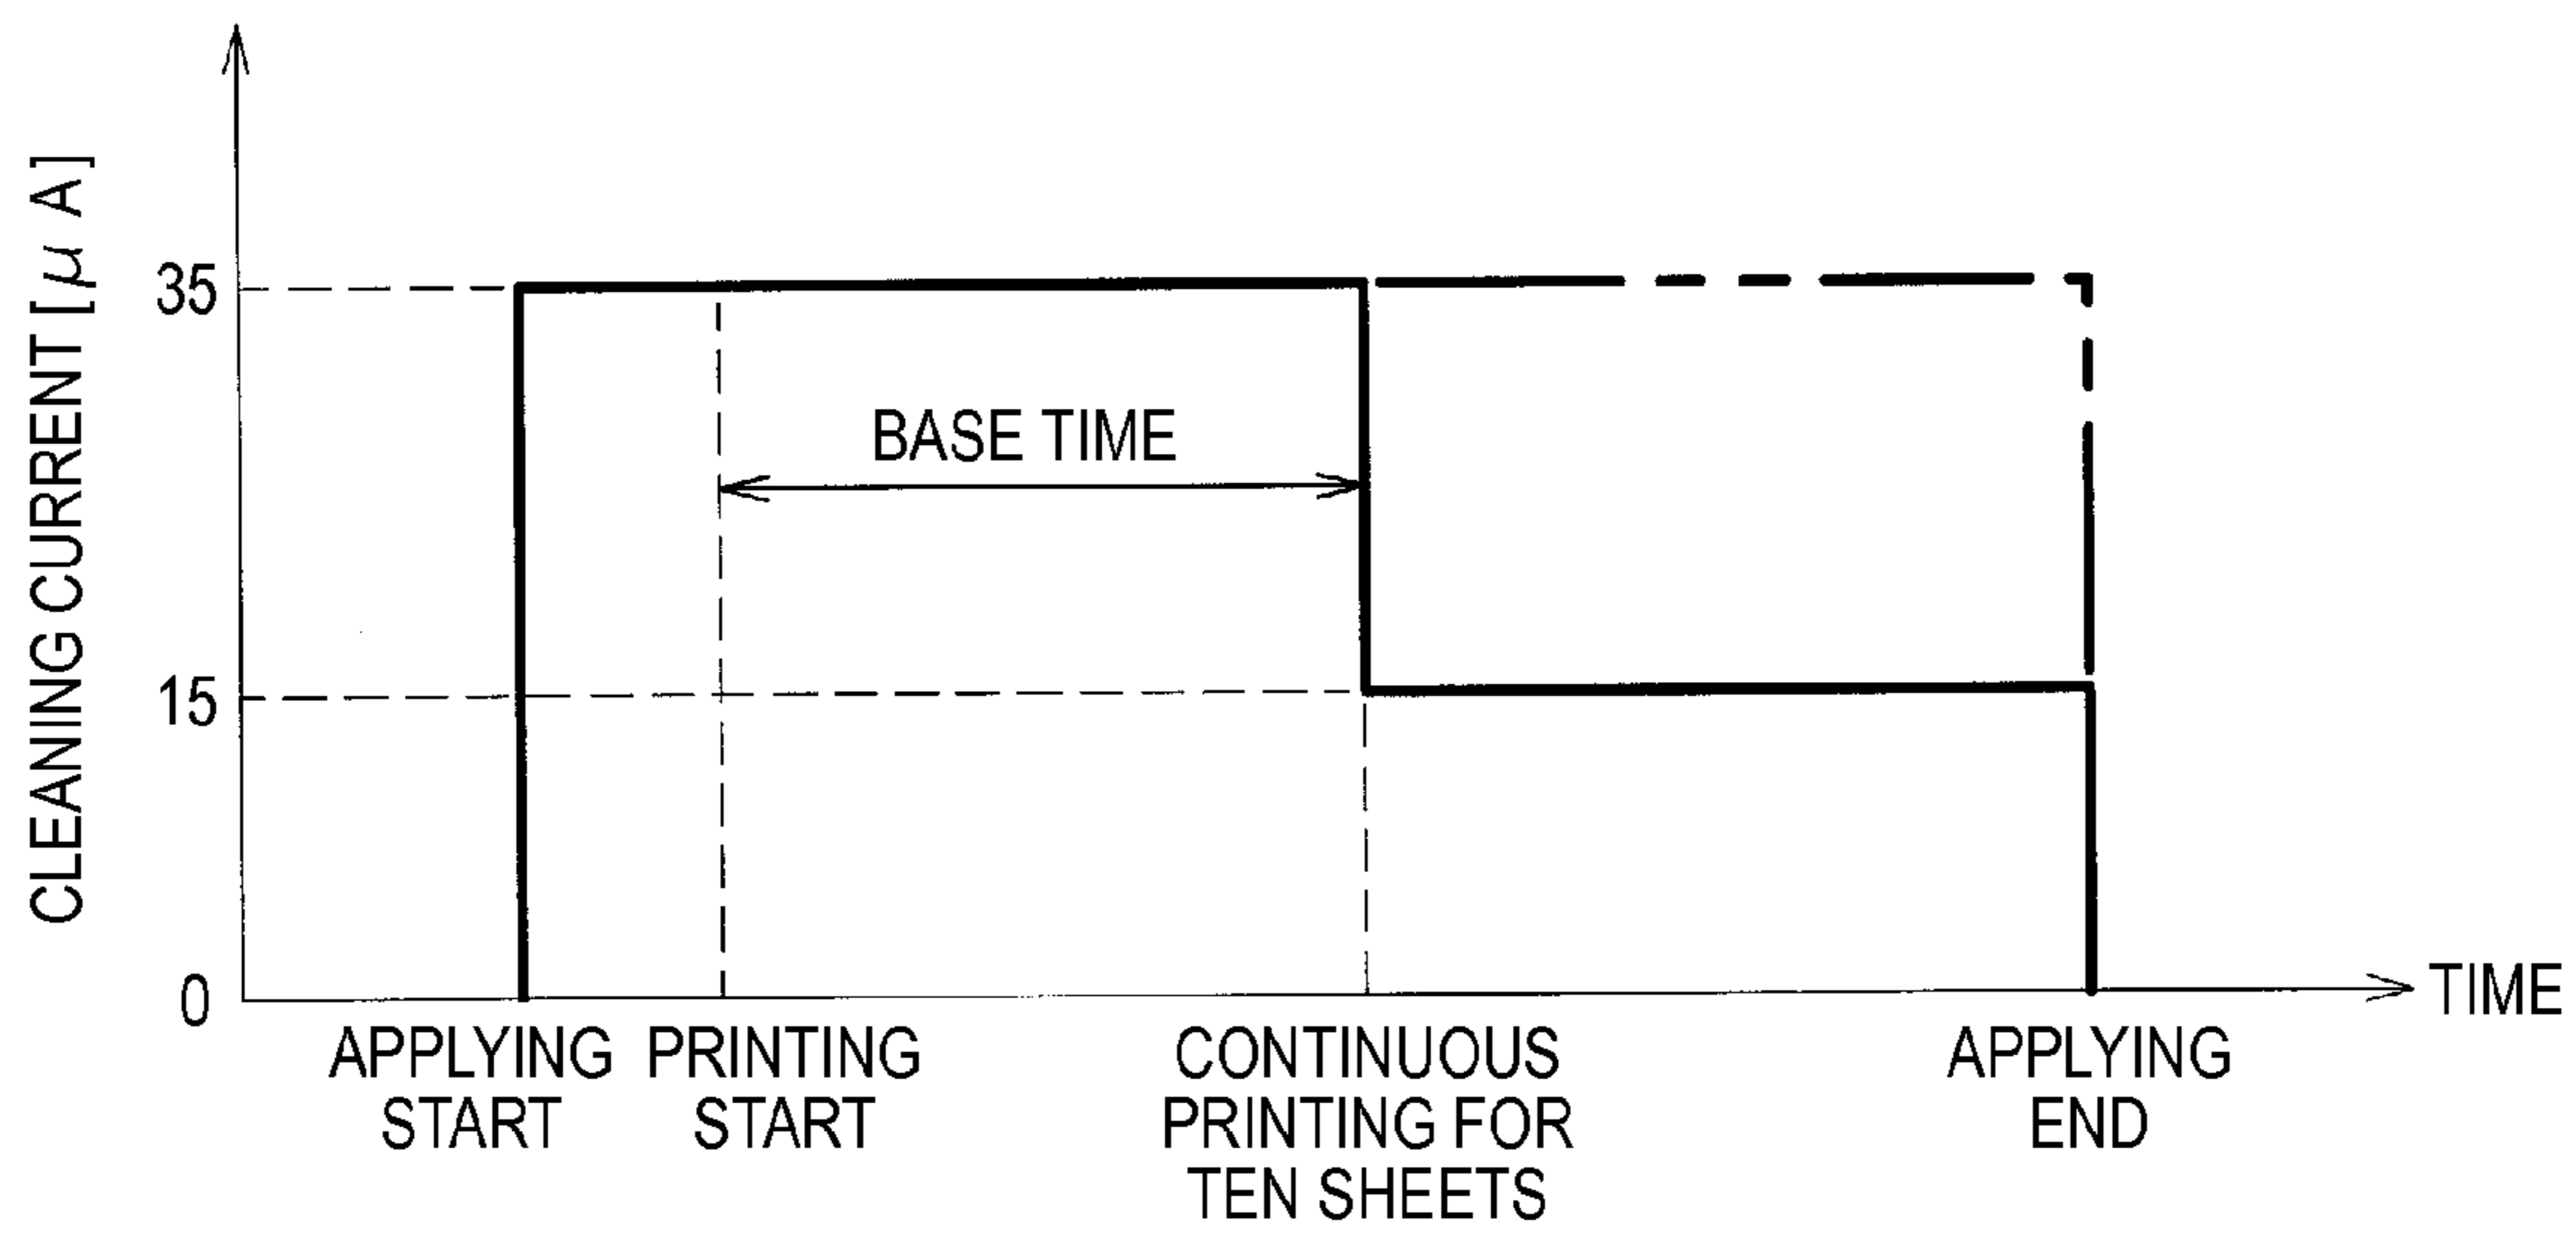 CLEANING CURRENT [μ A]
35
BASE TIME
15
0
TIME
APPLYING
START
PRINTING
START
CONTINUOUS
PRINTING FOR
TEN SHEETS
APPLYING
END